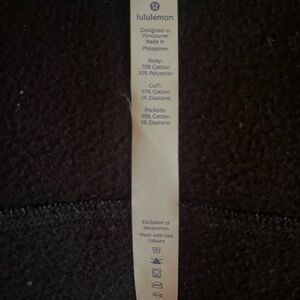 lululemon
Designed in
Vancouver
Made in
Philippines
Body:
70% Cotton
30% Polyester
Cuff:
97% Cotton
3% Elastane
Pockets:
95% Cotton
5% Elastane
Exclusive of
decoration
Wash with like
colours